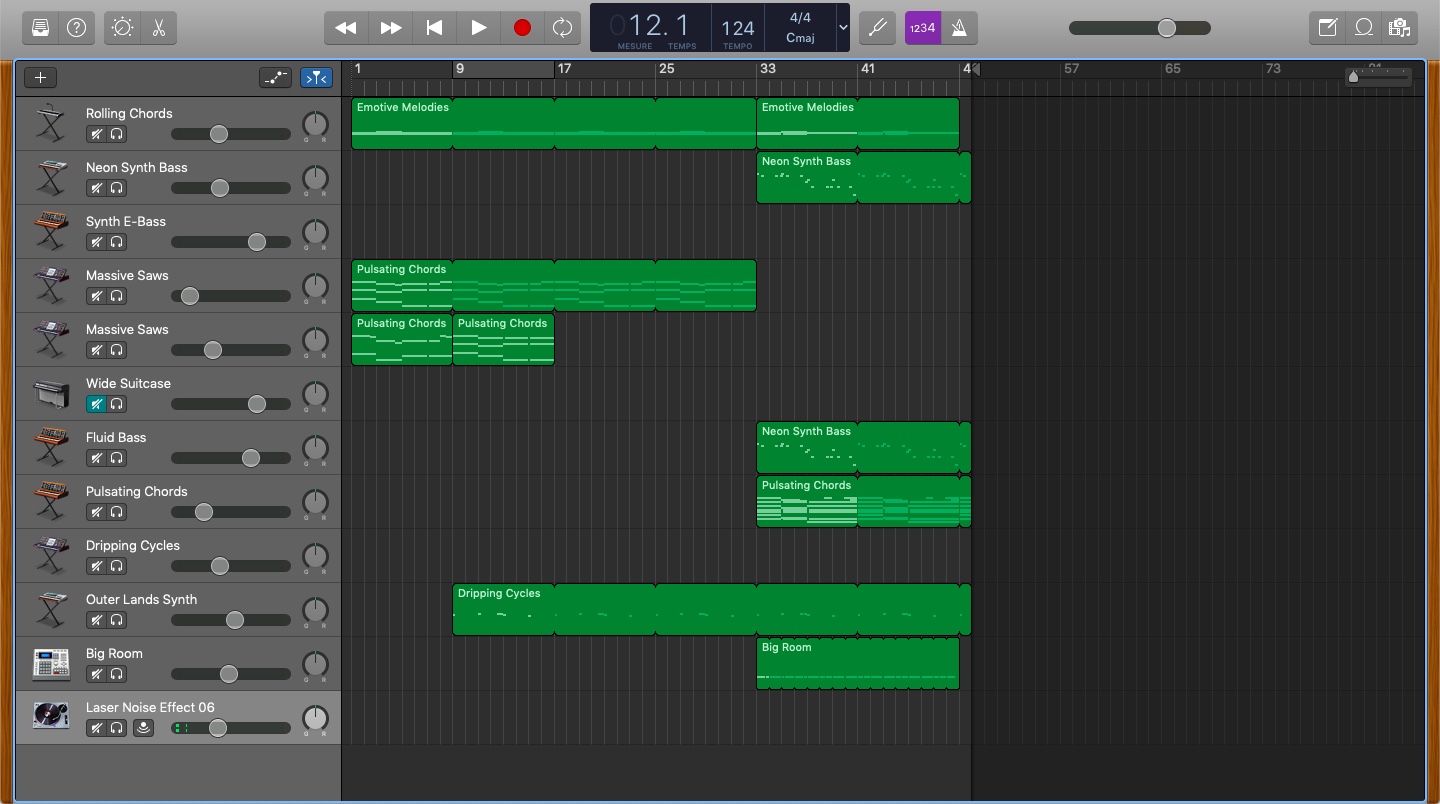 012.1
MESURE TEMPS
124
TEMPO
4/4
Cmaj
1234
1 9 17 25 33 41 4 57 65 73
Rolling Chords
G R
Emotive Melodies
Emotive Melodies
Neon Synth Bass
G R
Neon Synth Bass
Synth E-Bass
G R
Massive Saws
G R
Pulsating Chords
Massive Saws
G R
Pulsating Chords
Pulsating Chords
Wide Suitcase
G R
Fluid Bass
G R
Neon Synth Bass
Pulsating Chords
G R
Pulsating Chords
Dripping Cycles
G R
Outer Lands Synth
G R
Dripping Cycles
Big Room
G R
Big Room
Laser Noise Effect 06
G R